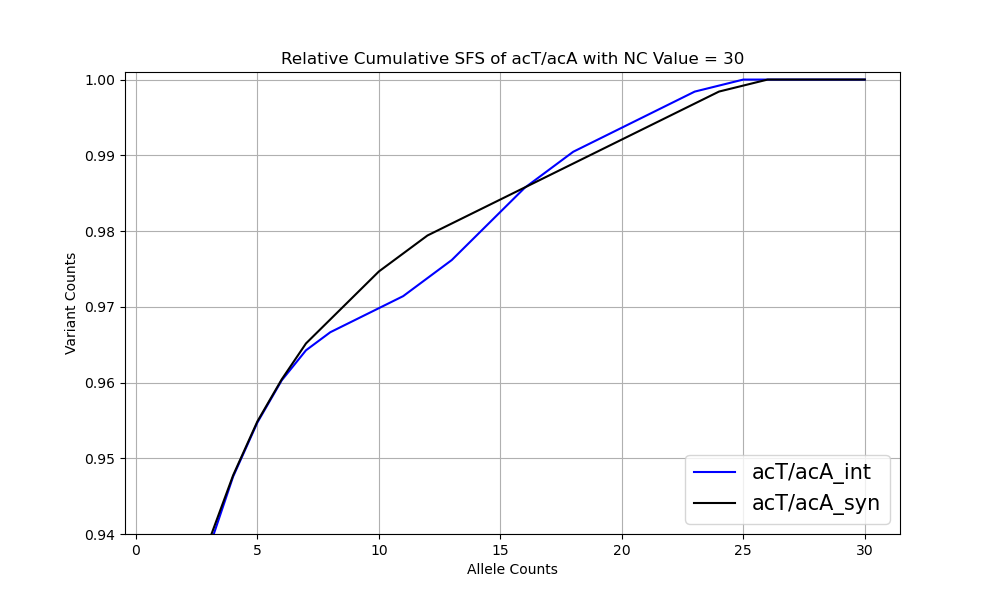 Relative Cumulative SFS of acT/acA with NC Value = 30
1.00
0.99
0.98
0.97
0.96
0.95
0.94
Variant Counts
0 5 10 15 20 25 30
Allele Counts
acT/acA_int
acT/acA_syn